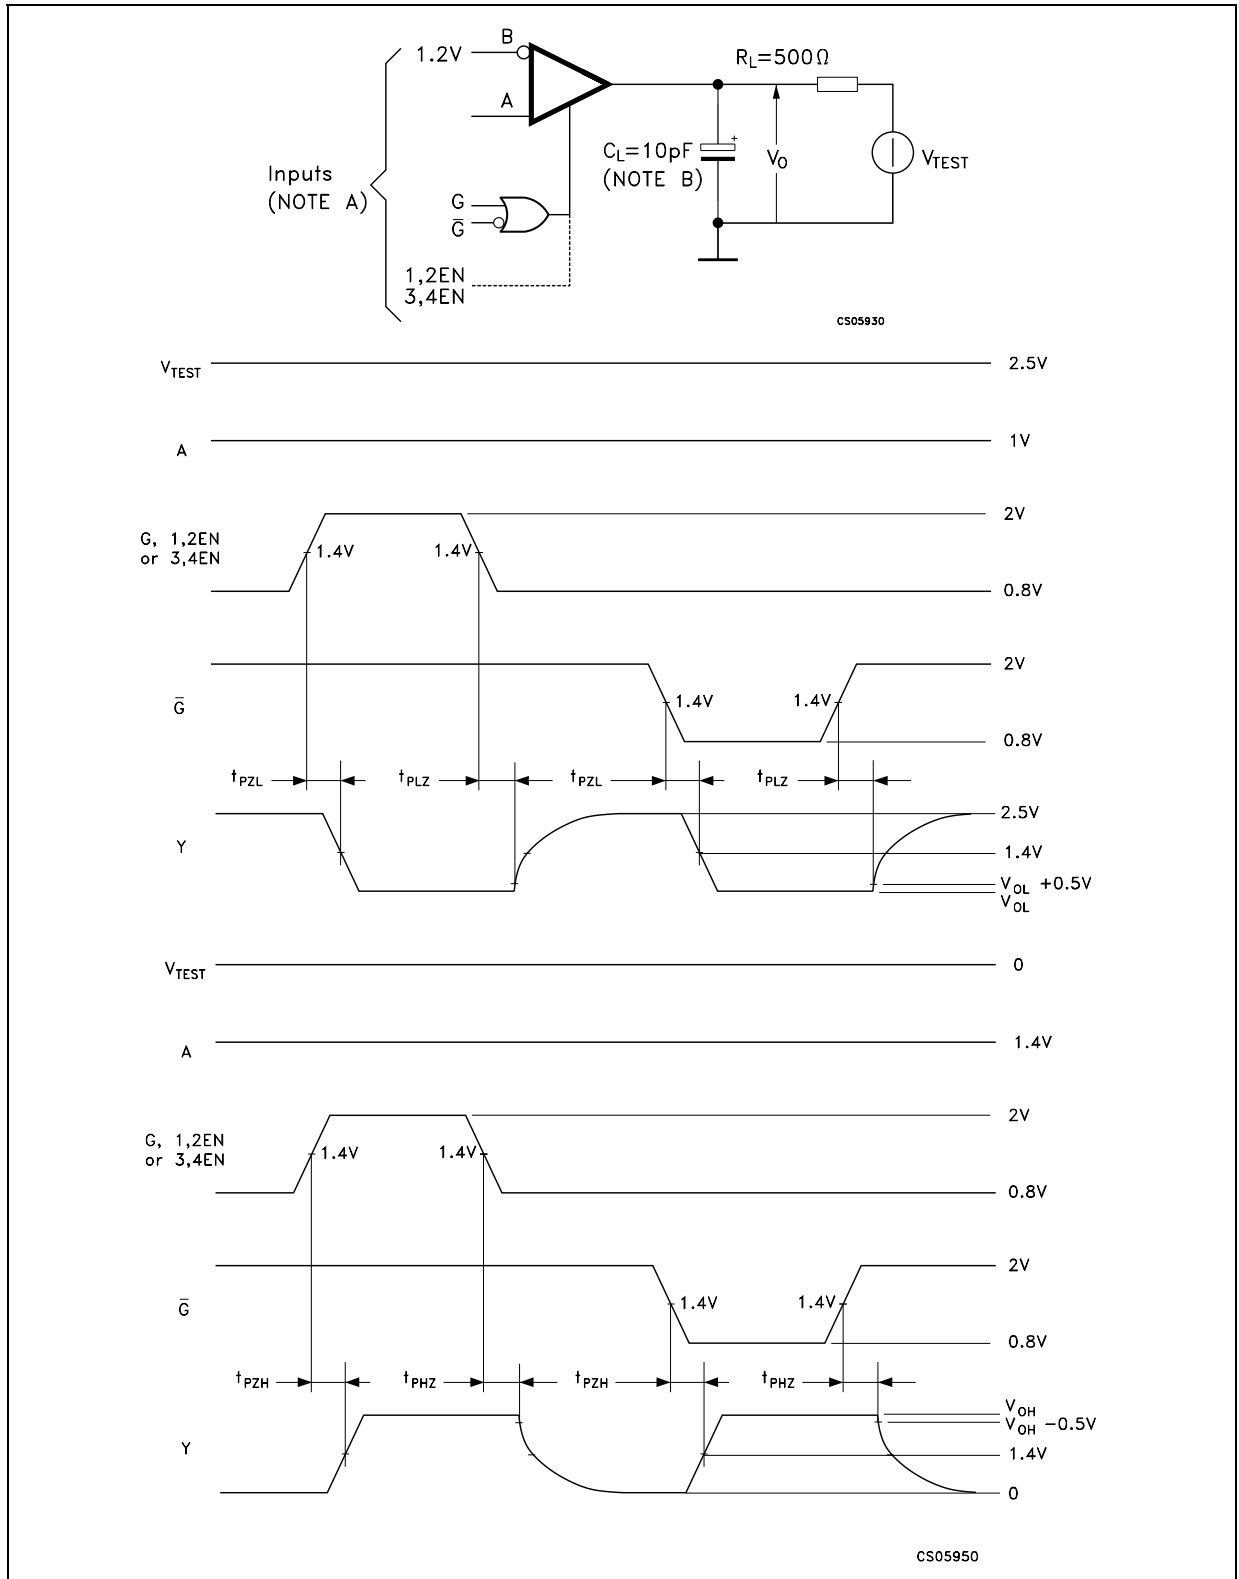 B
1.2V
A
RL=500Ω
CL=10pF
(NOTE B)
VO
VTEST
Inputs
(NOTE A)
G
G̅
1,2EN
3,4EN
CS05930
VTEST 2.5V
A 1V
2V
G, 1,2EN
or 3,4EN
1.4V 1.4V
0.8V
2V
G̅
1.4V 1.4V
0.8V
tPZL tPLZ tPZL tPLZ
2.5V
Y
1.4V
VOL +0.5V
VOL
VTEST 0
A 1.4V
2V
G, 1,2EN
or 3,4EN
1.4V 1.4V
0.8V
2V
G̅
1.4V 1.4V
0.8V
tPZH tPHZ tPZH tPHZ
VOH
VOH -0.5V
Y
1.4V
0
CS05950